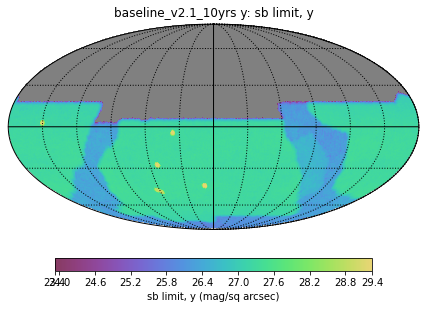 baseline_v2.1_10yrs y: sb limit, y
24.0 24.6 25.2 25.8 26.4 27.0 27.6 28.2 28.8 29.4
sb limit, y (mag/sq arcsec)